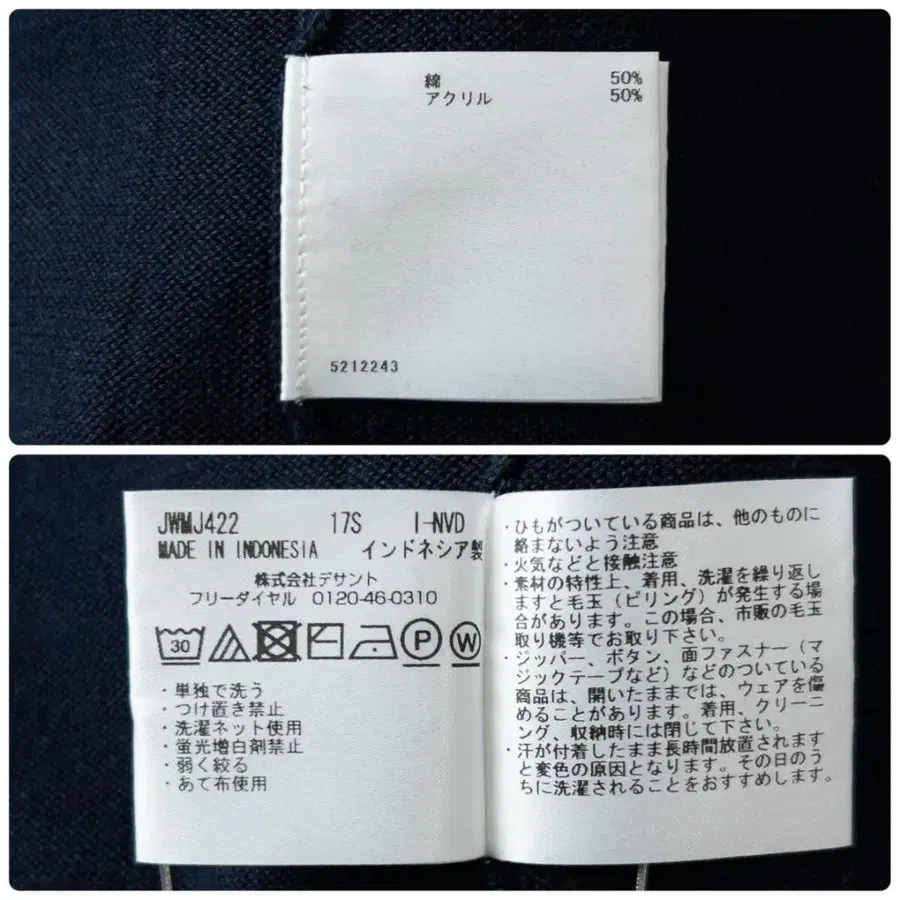 綿 50%
アクリル 50%
5212243
JWMJ422 17S I-NVD
MADE IN INDONESIA インドネシア製
株式会社デサント
フリーダイヤル 0120-46-0310
30 P W
・単独で洗う
・つけ置き禁止
・洗濯ネット使用
・蛍光増白剤禁止
・弱く絞る
・あて布使用
・ひもがついている商品は、他のものに
絡まないよう注意
・火気などと接触注意
・素材の特性上、着用、洗濯を繰り返し
ますと毛玉（ピリング）が発生する場
合があります。この場合、市販の毛玉
取り機等でお取り下さい。
・ジッパー、ボタン、面ファスナー（マ
ジックテープなど）などのついている
商品は、開いたままでは、ウェアを傷
めることがあります。着用、クリーニ
ング、収納時には閉じて下さい。
・汗が付着したまま長時間放置されます
と変色の原因となります。その日のう
ちに洗濯されることをおすすめします。